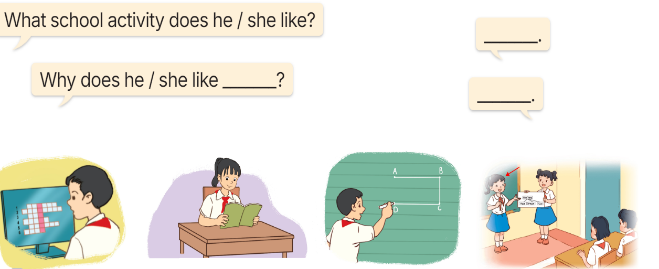 What school activity does he / she like?
______.
Why does he / she like ______?
______.
A B
C